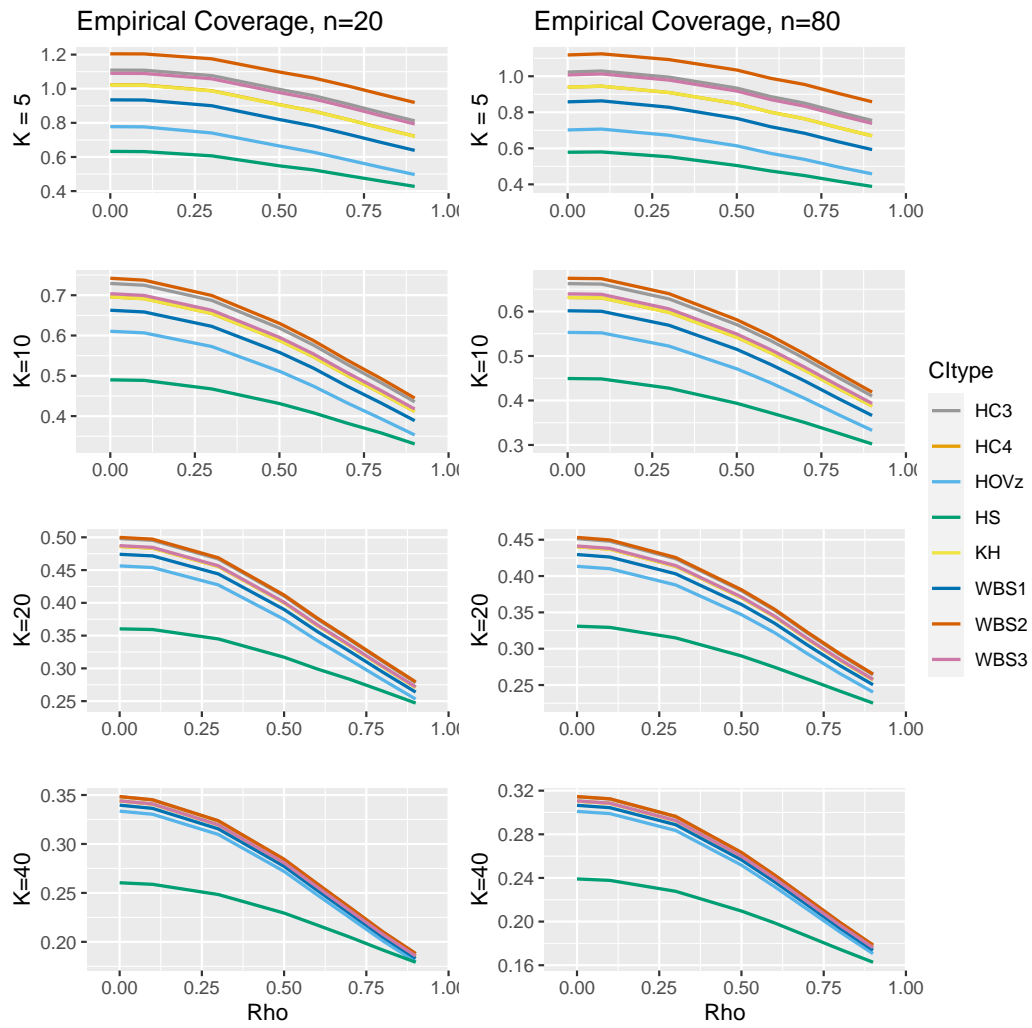 Empirical Coverage, n=20
Empirical Coverage, n=80
K = 5
1.2
1.0
0.8
0.6
0.4
0.00 0.25 0.50 0.75 1.00
K = 5
1.0
0.8
0.6
0.4
0.00 0.25 0.50 0.75 1.00
K=10
0.7
0.6
0.5
0.4
0.00 0.25 0.50 0.75 1.00
K=10
0.6
0.5
0.4
0.3
0.00 0.25 0.50 0.75 1.00
K=20
0.50
0.45
0.40
0.35
0.30
0.25
0.00 0.25 0.50 0.75 1.00
K=20
0.45
0.40
0.35
0.30
0.25
0.00 0.25 0.50 0.75 1.00
K=40
0.35
0.30
0.25
0.20
0.00 0.25 0.50 0.75 1.00
Rho
K=40
0.32
0.28
0.24
0.20
0.16
0.00 0.25 0.50 0.75 1.00
Rho
CItype
HC3
HC4
HOVz
HS
KH
WBS1
WBS2
WBS3